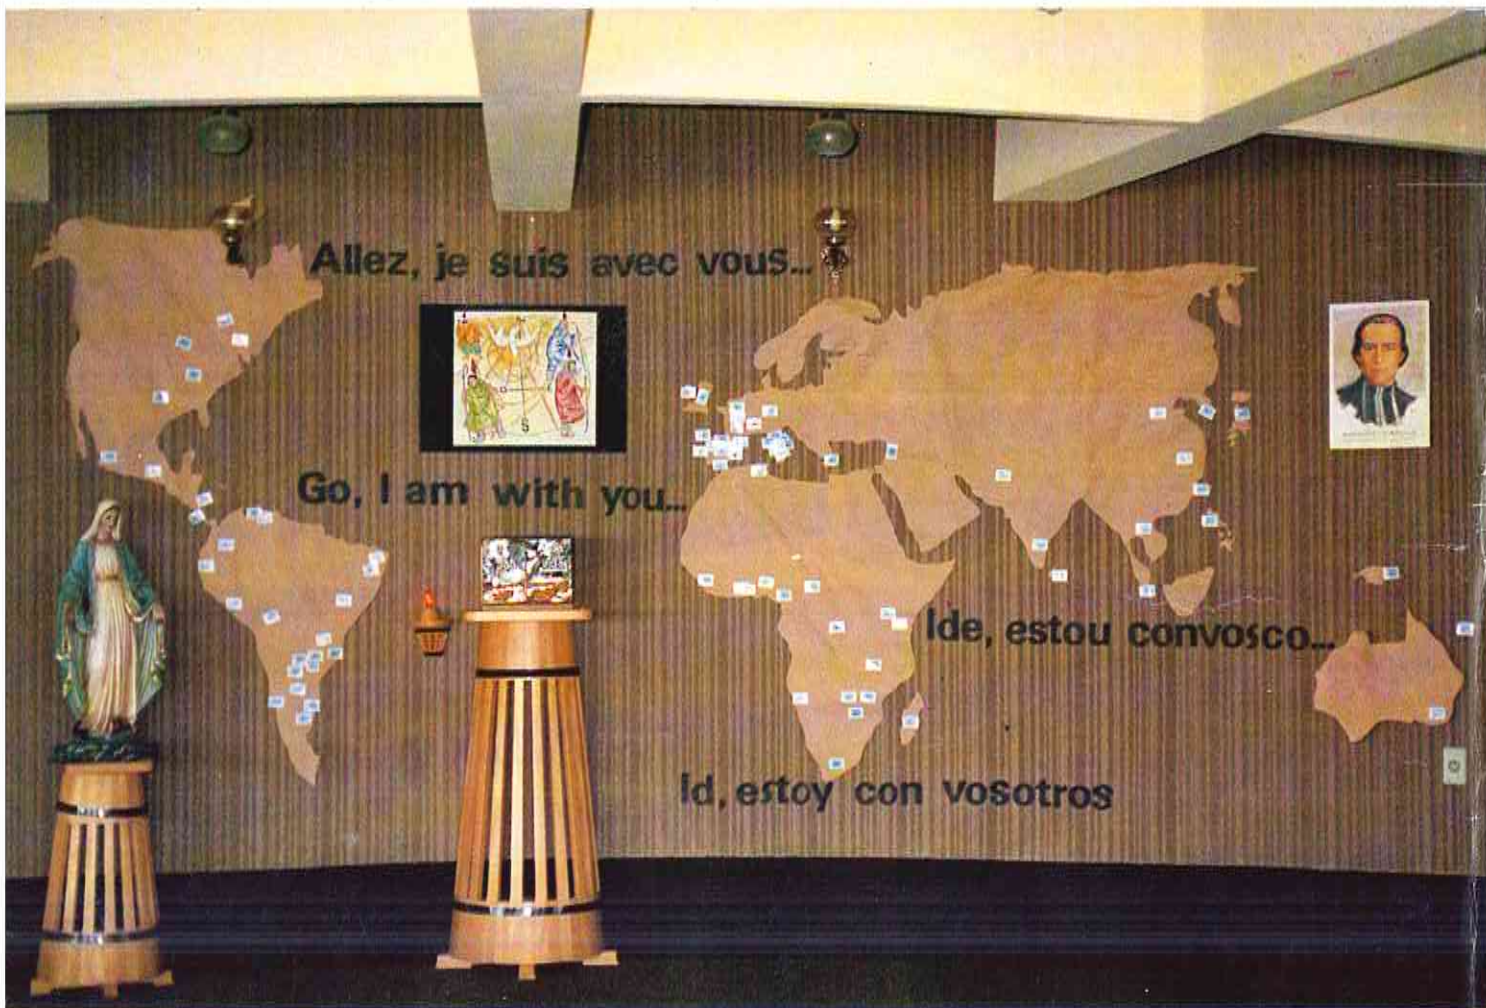 Allez, je suis avec vous...
Go, I am with you...
Ide, estou convosco...
Id, estoy con vosotros